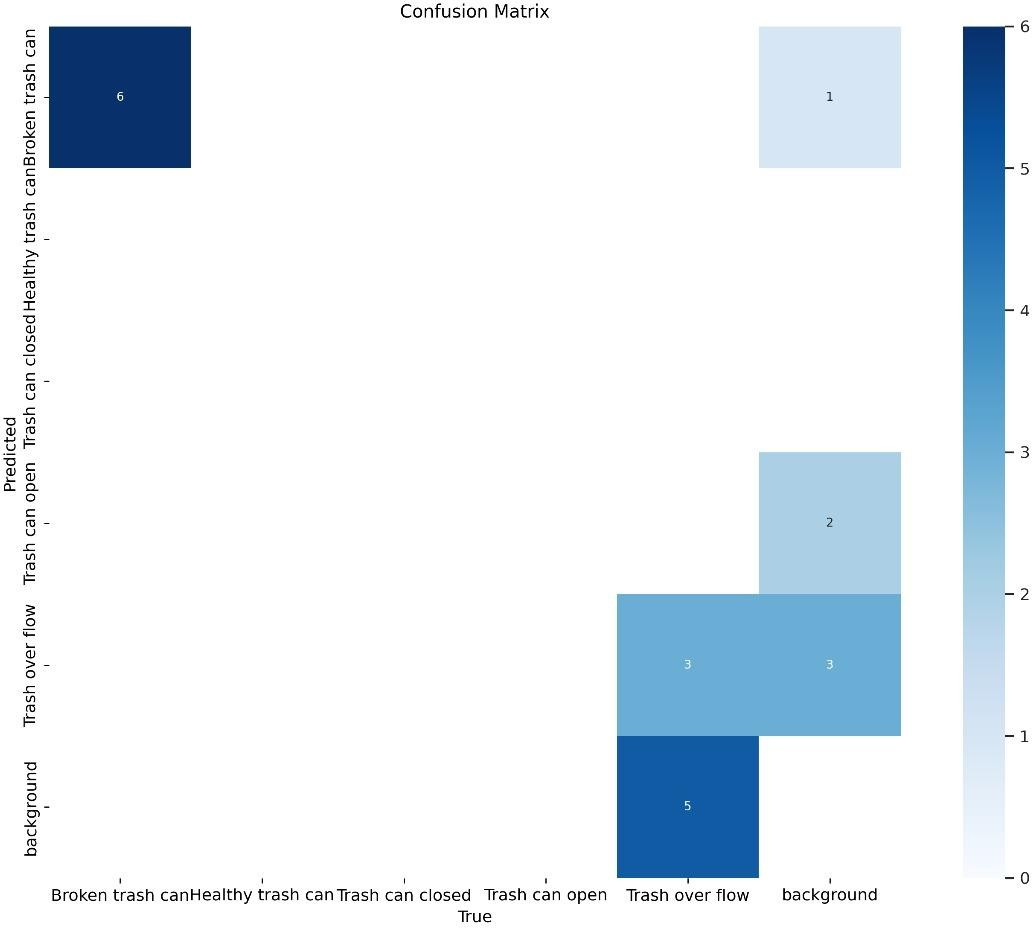 Confusion Matrix
Predicted
Broken trash can
Healthy trash can
Trash can closed
Trash can open
Trash over flow
background
6
1
2
3
3
5
Broken trash can
Healthy trash can
Trash can closed
Trash can open
Trash over flow
background
True
6
5
4
3
2
1
0